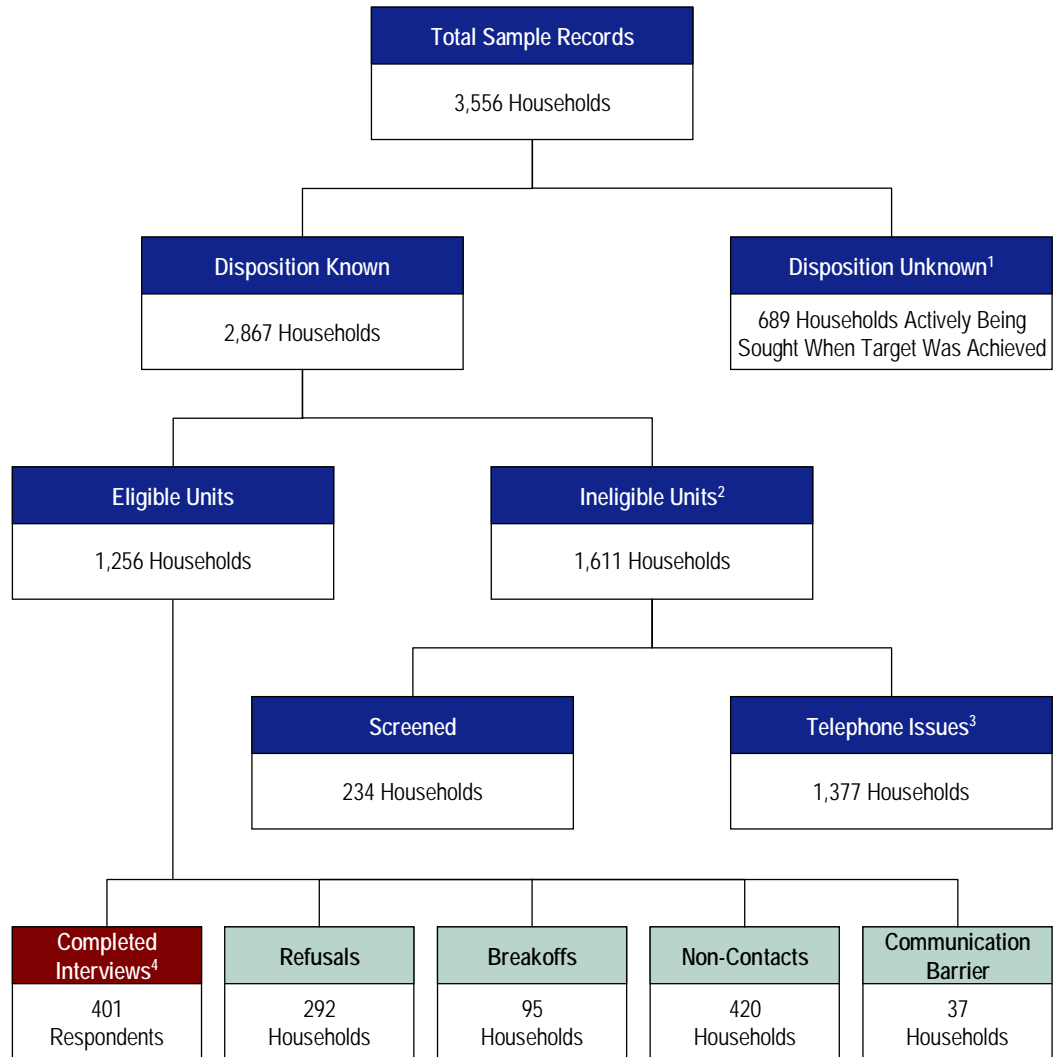 Total Sample Records
3,556 Households
Disposition Known
2,867 Households
Disposition Unknown¹
689 Households Actively Being
Sought When Target Was Achieved
Eligible Units
1,256 Households
Ineligible Units²
1,611 Households
Screened
234 Households
Telephone Issues³
1,377 Households
Completed
Interviews⁴
401
Respondents
Refusals
292
Households
Breakoffs
95
Households
Non-Contacts
420
Households
Communication
Barrier
37
Households